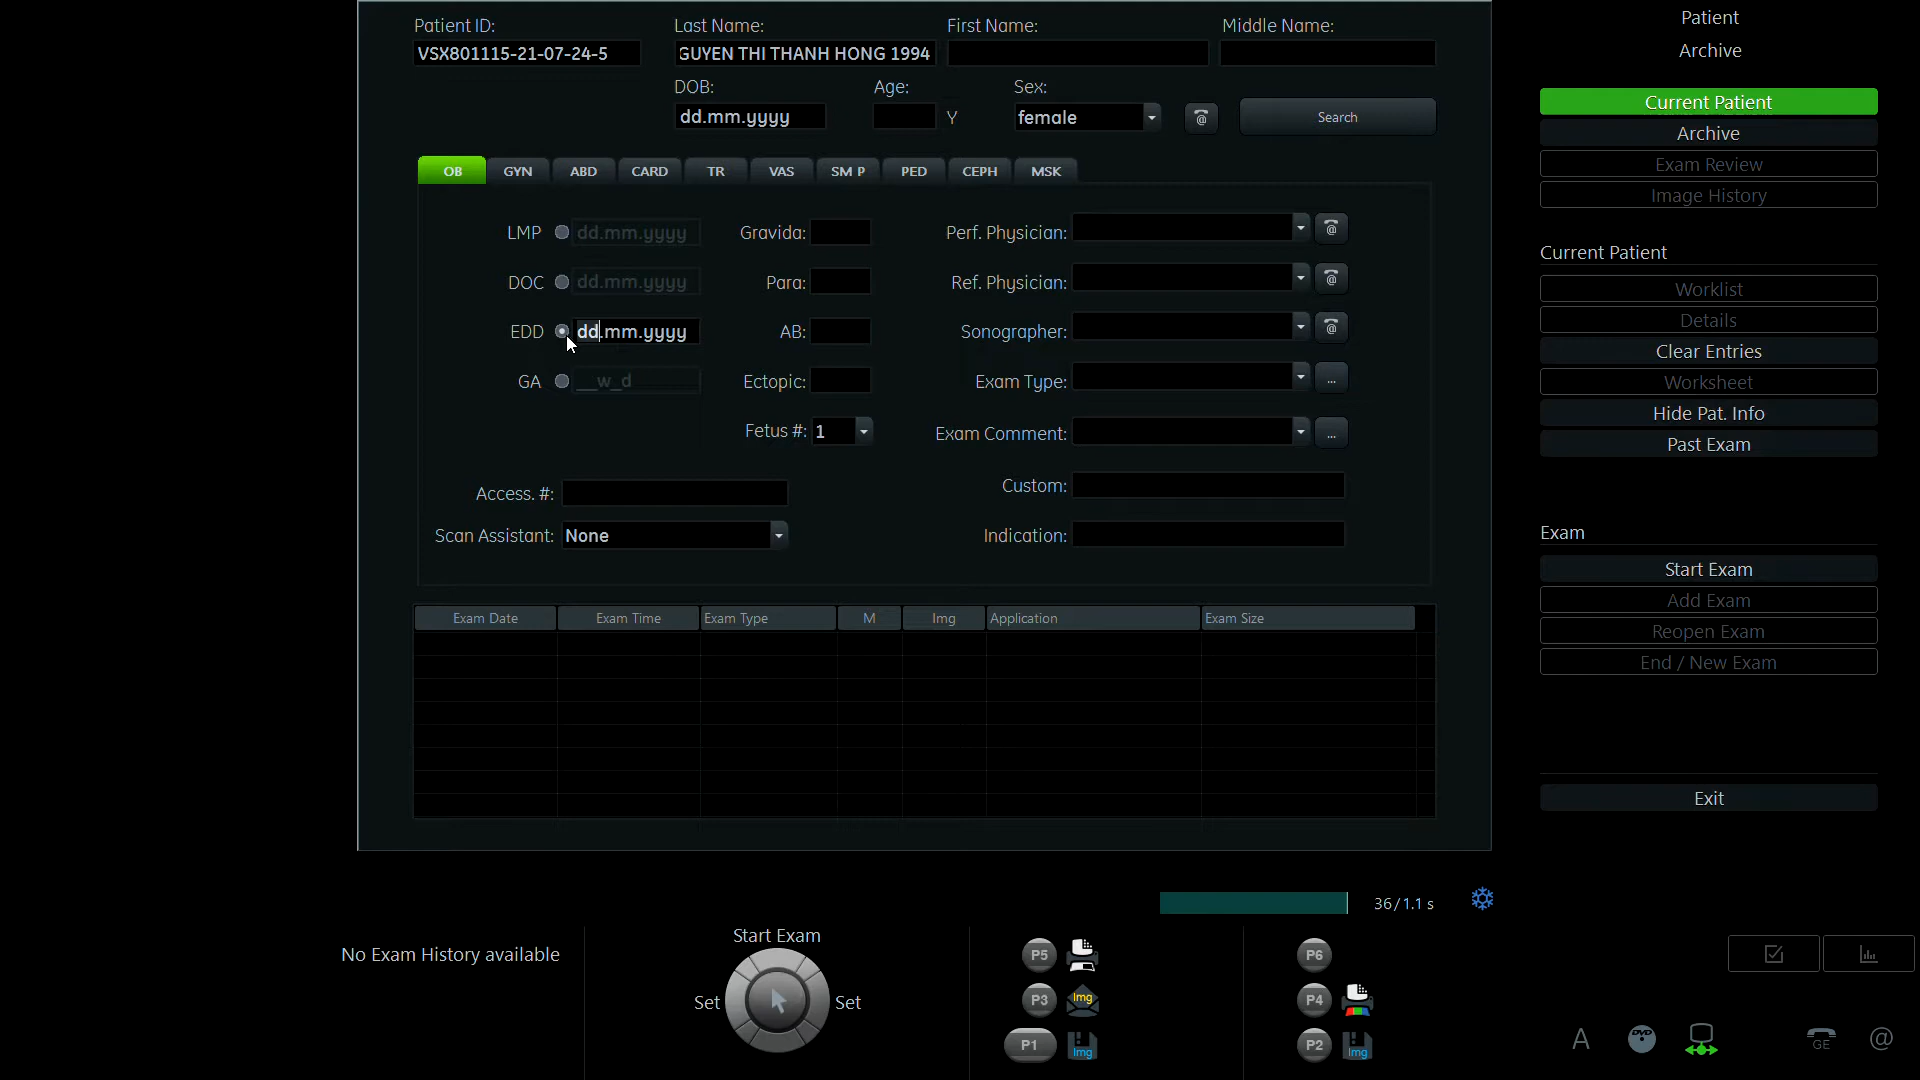 Patient ID: Last Name: First Name: Middle Name:
VSX801115-21-07-24-5 GUYEN THI THANH HONG 1994
DOB: Age: Sex:
dd.mm.yyyy Y female @ Search
OB GYN ABD CARD TR VAS SM P PED CEPH MSK
LMP dd.mm.yyyy Gravida: Perf. Physician: @
DOC dd.mm.yyyy Para: Ref. Physician: @
EDD dd.mm.yyyy AB: Sonographer: @
GA __w_d Ectopic: Exam Type: ...
Fetus #: 1 Exam Comment: ...
Access. #: Custom:
Scan Assistant: None Indication:
Exam Date Exam Time Exam Type M Img Application Exam Size
Patient
Archive
Current Patient
Archive
Exam Review
Image History
Current Patient
Worklist
Details
Clear Entries
Worksheet
Hide Pat. Info
Past Exam
Exam
Start Exam
Add Exam
Reopen Exam
End / New Exam
Exit
36/1.1 s
No Exam History available
Start Exam
Set Set
P5 P6
P3 Img P4
P1 Img P2 Img
A DVD GE @